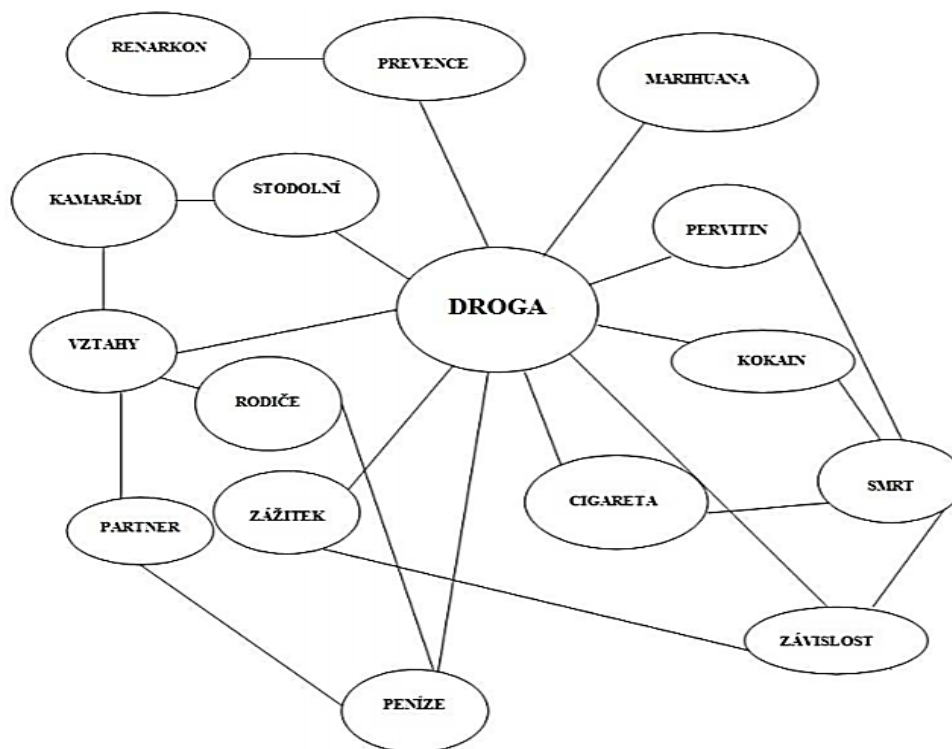 RENARKON
PREVENCE
MARIHUANA
KAMARÁDI
STODOLNÍ
PERVITIN
DROGA
VZTAHY
KOKAIN
RODIČE
SMRT
ZÁŽITEK
CIGARETA
PARTNER
ZÁVISLOST
PENÍZE